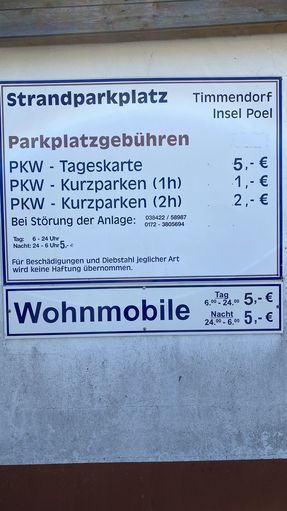 Strandparkplatz Timmendorf
Insel Poel
Parkplatzgebühren
PKW - Tageskarte 5,- €
PKW - Kurzparken (1h) 1,- €
PKW - Kurzparken (2h) 2,- €
Bei Störung der Anlage: 038422 / 58987
0172 - 3805694
Tag: 6 - 24 Uhr
Nacht: 24 - 6 Uhr 5,- €
Für Beschädigungen und Diebstahl jeglicher Art
wird keine Haftung übernommen.
Wohnmobile
Tag
6.00 - 24.00 5,- €
Nacht
24.00 - 6.00 5,- €